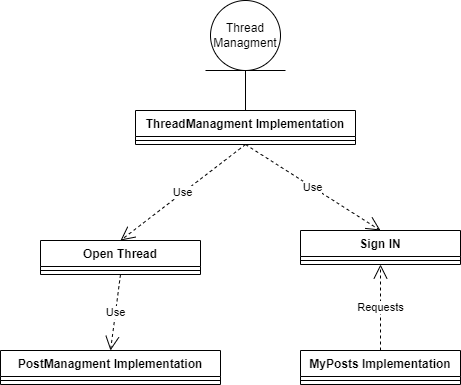 Thread
Managment
ThreadManagment Implementation
Use
Use
Open Thread
Sign IN
Use
Requests
PostManagment Implementation
MyPosts Implementation